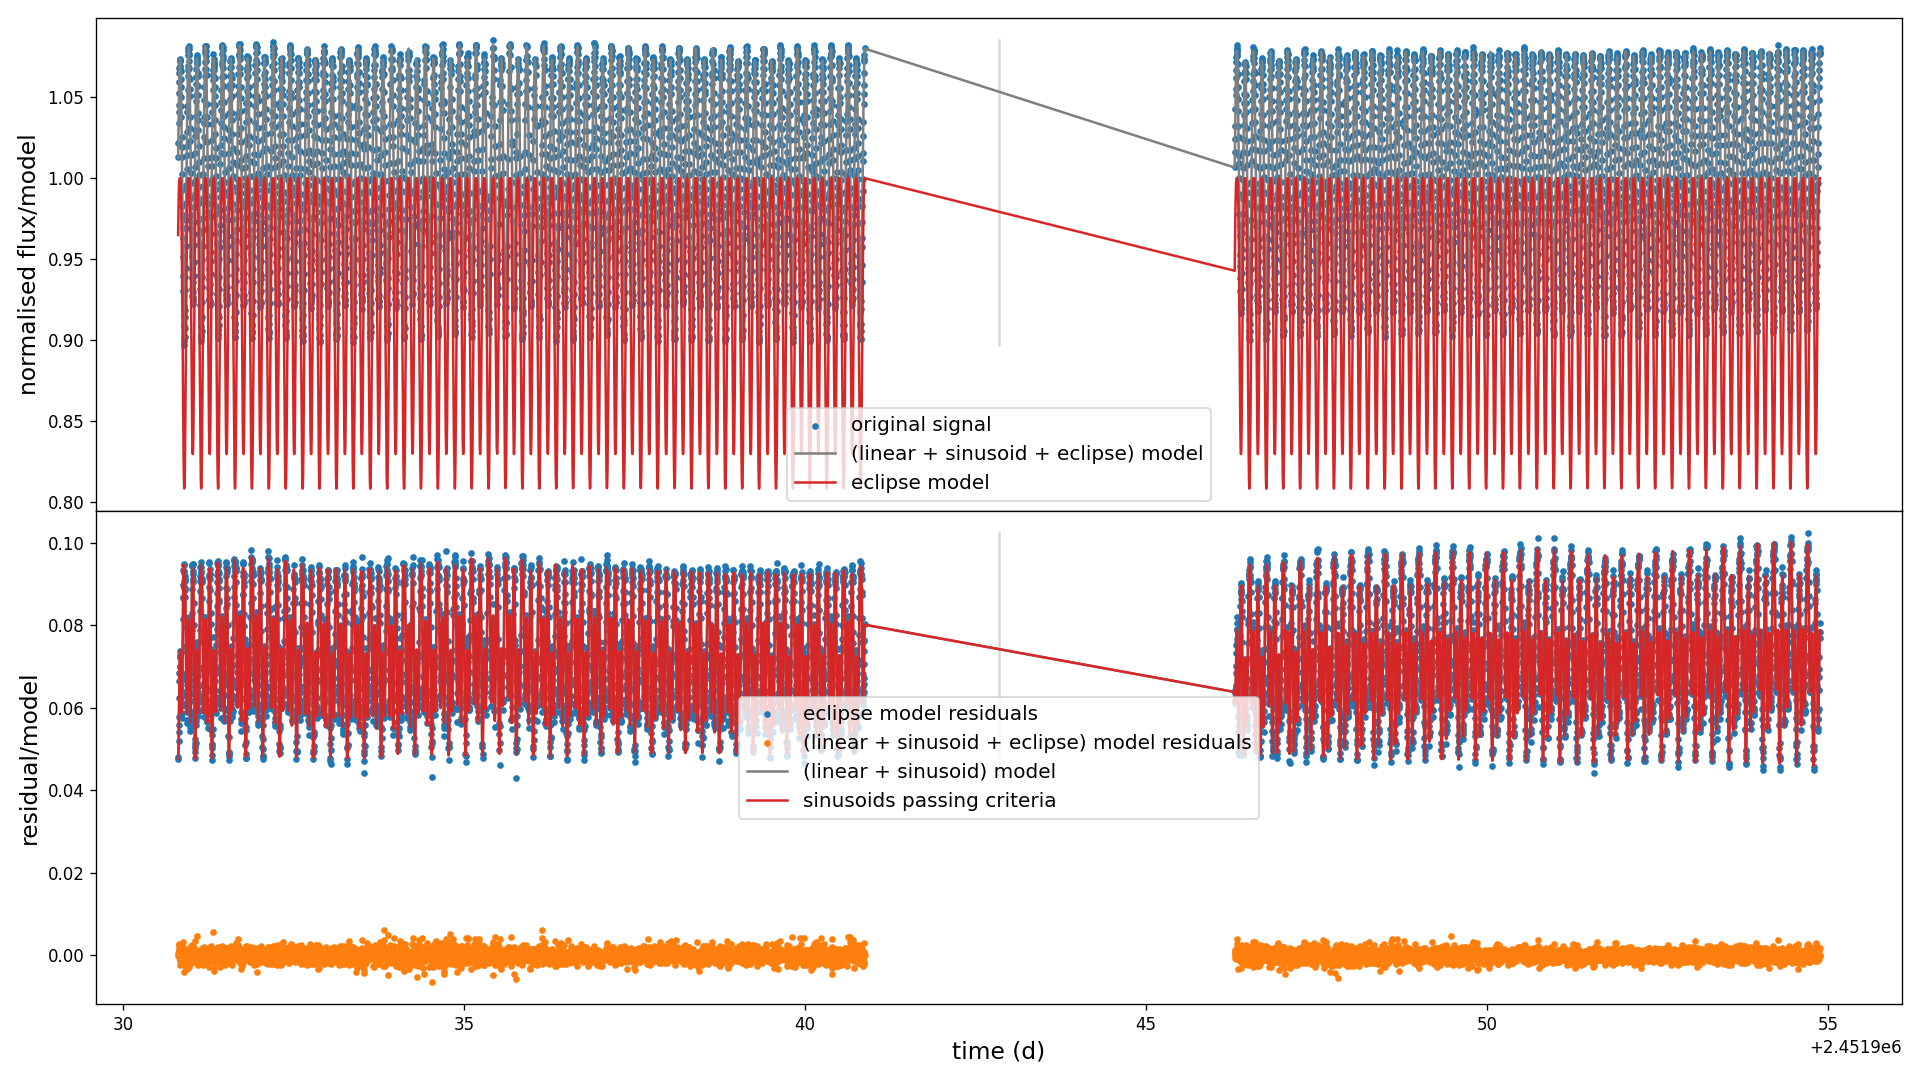 normalised flux/model
1.05
1.00
0.95
0.90
0.85
0.80
original signal
(linear + sinusoid + eclipse) model
eclipse model
residual/model
0.10
0.08
0.06
0.04
0.02
0.00
eclipse model residuals
(linear + sinusoid + eclipse) model residuals
(linear + sinusoid) model
sinusoids passing criteria
30 35 40 45 50 55
time (d)
+2.4519e6